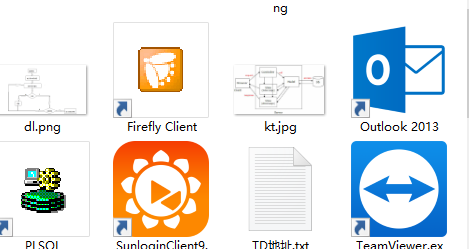 ng
dl.png
Firefly Client
kt.jpg
Outlook 2013
PLSQL
SunloginClient9.
TD地址.txt
TeamViewer.ex